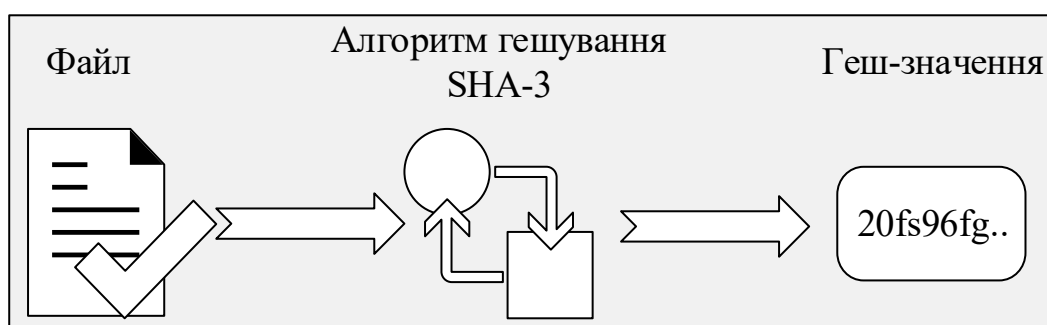 Файл
Алгоритм гешування
SHA-3
Геш-значення
20fs96fg..